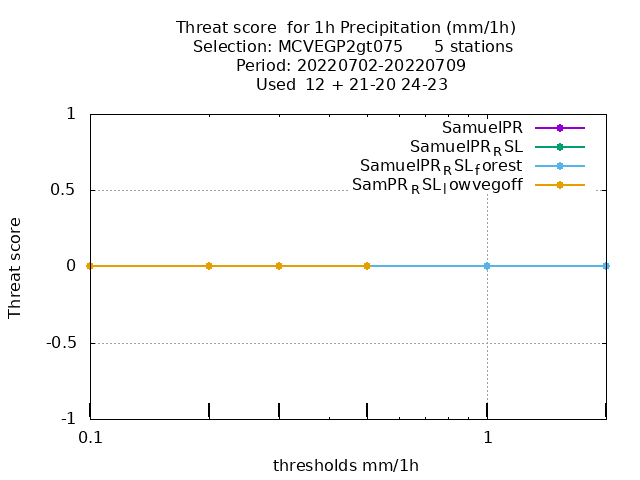 Threat score  for 1h Precipitation (mm/1h)
Selection: MCVEGP2gt075      5 stations
Period: 20220702-20220709
Used  12 + 21-20 24-23
SamuelPR
SamuelPR_RSL
SamuelPR_RSL_forest
SamPR_RSL_lowvegoff
1
0.5
0
-0.5
-1
Threat score
0.1
1
thresholds mm/1h